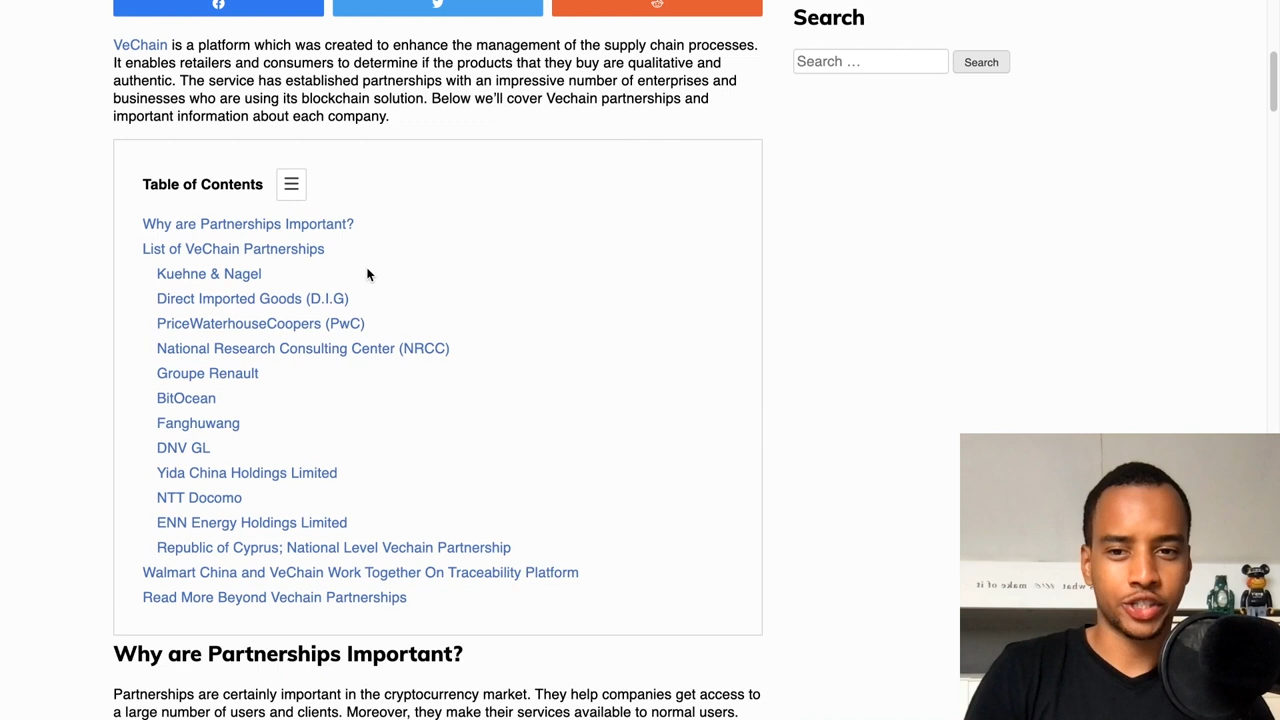 Search
Search …
Search
VeChain is a platform which was created to enhance the management of the supply chain processes.
It enables retailers and consumers to determine if the products that they buy are qualitative and
authentic. The service has established partnerships with an impressive number of enterprises and
businesses who are using its blockchain solution. Below we’ll cover Vechain partnerships and
important information about each company.
Table of Contents
Why are Partnerships Important?
List of VeChain Partnerships
Kuehne & Nagel
Direct Imported Goods (D.I.G)
PriceWaterhouseCoopers (PwC)
National Research Consulting Center (NRCC)
Groupe Renault
BitOcean
Fanghuwang
DNV GL
Yida China Holdings Limited
NTT Docomo
ENN Energy Holdings Limited
Republic of Cyprus; National Level Vechain Partnership
Walmart China and VeChain Work Together On Traceability Platform
Read More Beyond Vechain Partnerships
Why are Partnerships Important?
Partnerships are certainly important in the cryptocurrency market. They help companies get access to
a large number of users and clients. Moreover, they make their services available to normal users.
what make of it